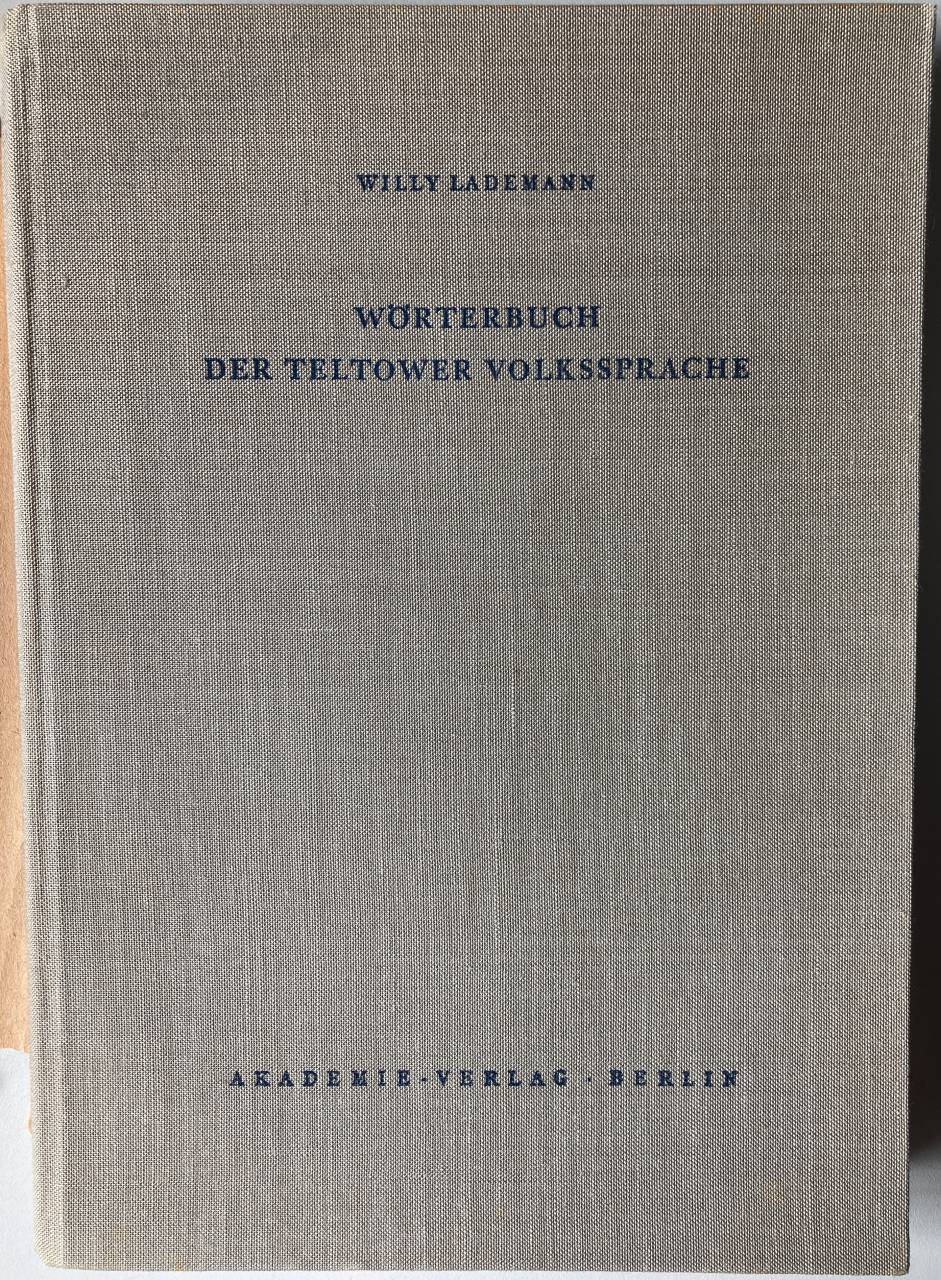 WILLY LADEMANN
WÖRTERBUCH
DER TELTOWER VOLKSSPRACHE
AKADEMIE-VERLAG · BERLIN